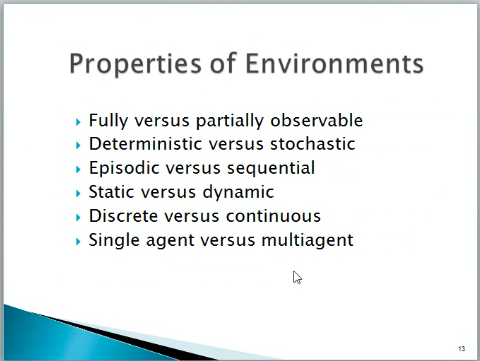 Properties of Environments
Fully versus partially observable
Deterministic versus stochastic
Episodic versus sequential
Static versus dynamic
Discrete versus continuous
Single agent versus multiagent
13